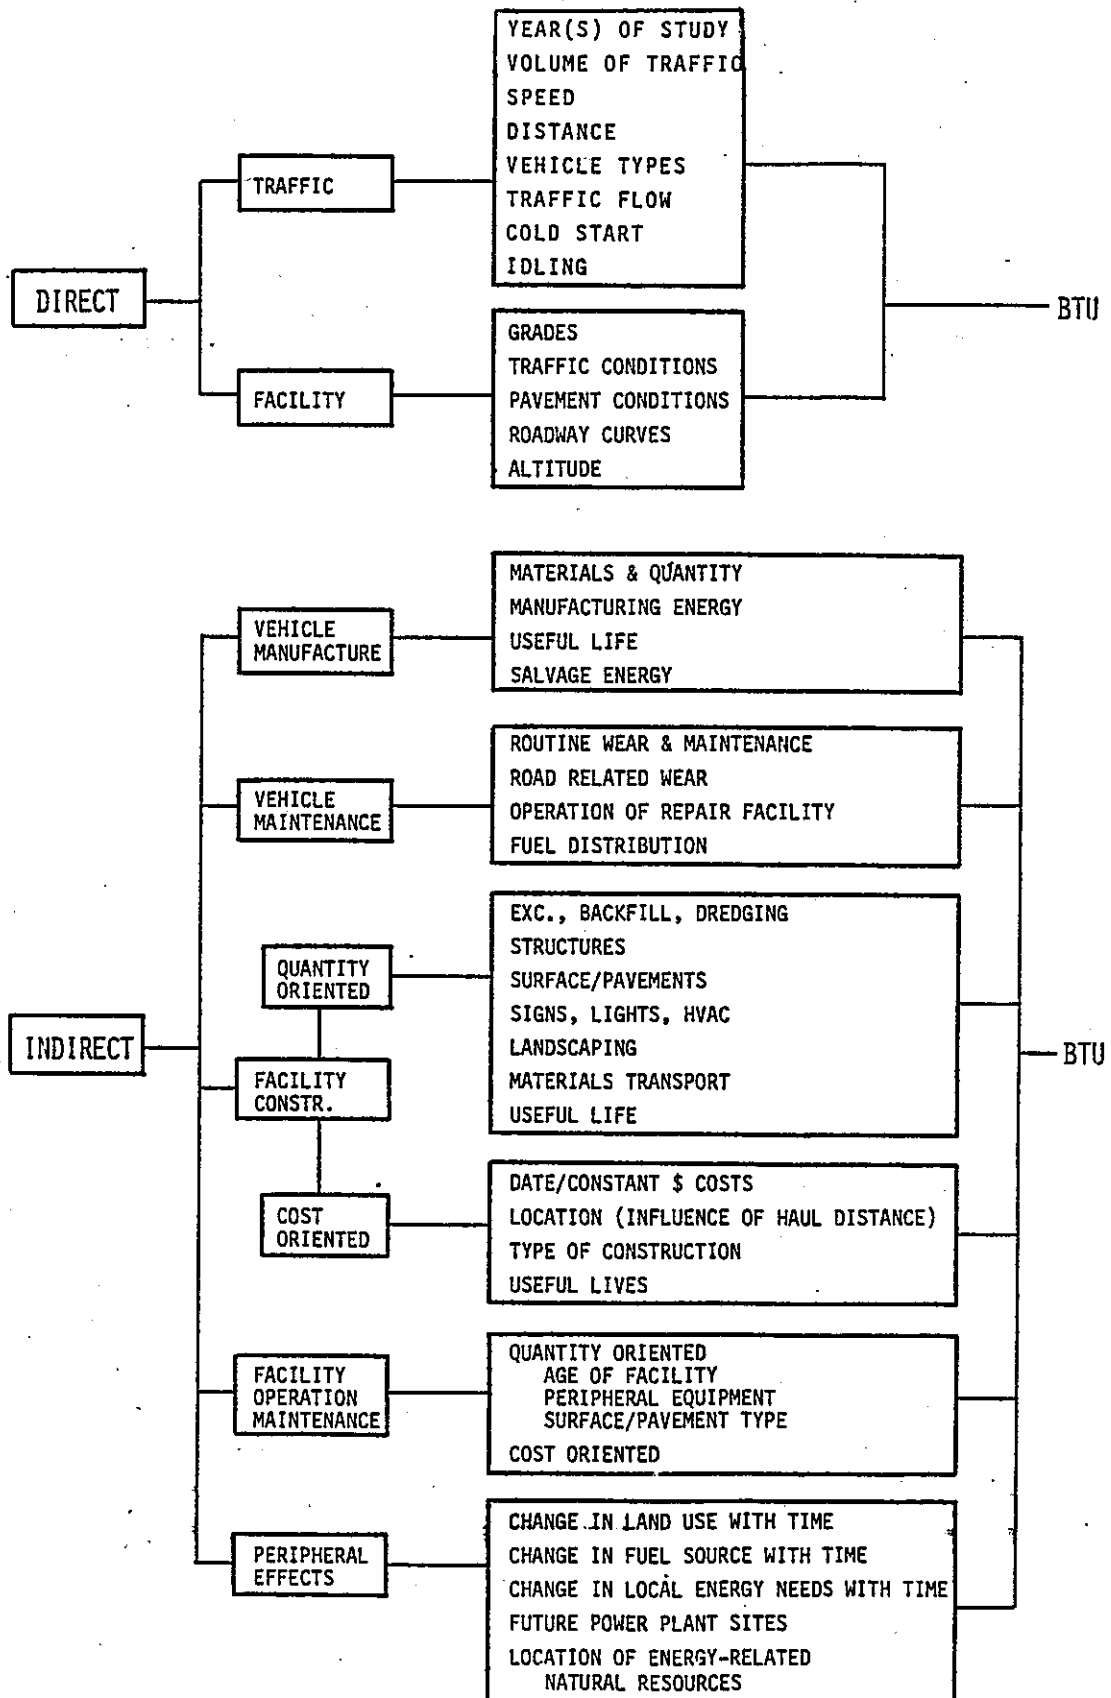 DIRECT
TRAFFIC
YEAR(S) OF STUDY
VOLUME OF TRAFFIC
SPEED
DISTANCE
VEHICLE TYPES
TRAFFIC FLOW
COLD START
IDLING
FACILITY
GRADES
TRAFFIC CONDITIONS
PAVEMENT CONDITIONS
ROADWAY CURVES
ALTITUDE
BTU
INDIRECT
VEHICLE
MANUFACTURE
MATERIALS & QUANTITY
MANUFACTURING ENERGY
USEFUL LIFE
SALVAGE ENERGY
VEHICLE
MAINTENANCE
ROUTINE WEAR & MAINTENANCE
ROAD RELATED WEAR
OPERATION OF REPAIR FACILITY
FUEL DISTRIBUTION
FACILITY
CONSTR.
QUANTITY
ORIENTED
EXC., BACKFILL, DREDGING
STRUCTURES
SURFACE/PAVEMENTS
SIGNS, LIGHTS, HVAC
LANDSCAPING
MATERIALS TRANSPORT
USEFUL LIFE
COST
ORIENTED
DATE/CONSTANT $ COSTS
LOCATION (INFLUENCE OF HAUL DISTANCE)
TYPE OF CONSTRUCTION
USEFUL LIVES
FACILITY
OPERATION
MAINTENANCE
QUANTITY ORIENTED
AGE OF FACILITY
PERIPHERAL EQUIPMENT
SURFACE/PAVEMENT TYPE
COST ORIENTED
PERIPHERAL
EFFECTS
CHANGE IN LAND USE WITH TIME
CHANGE IN FUEL SOURCE WITH TIME
CHANGE IN LOCAL ENERGY NEEDS WITH TIME
FUTURE POWER PLANT SITES
LOCATION OF ENERGY-RELATED
NATURAL RESOURCES
BTU